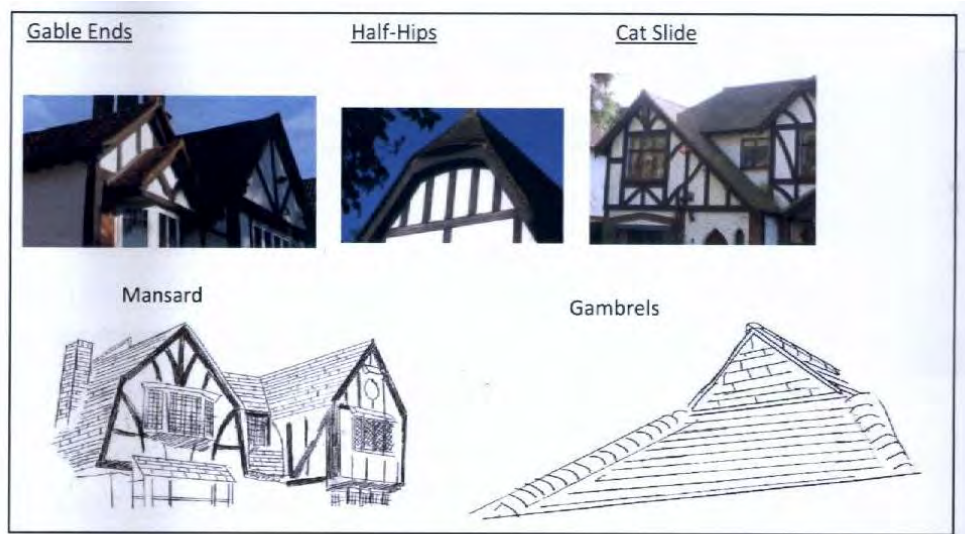 Gable Ends
Half-Hips
Cat Slide
Mansard
Gambrels